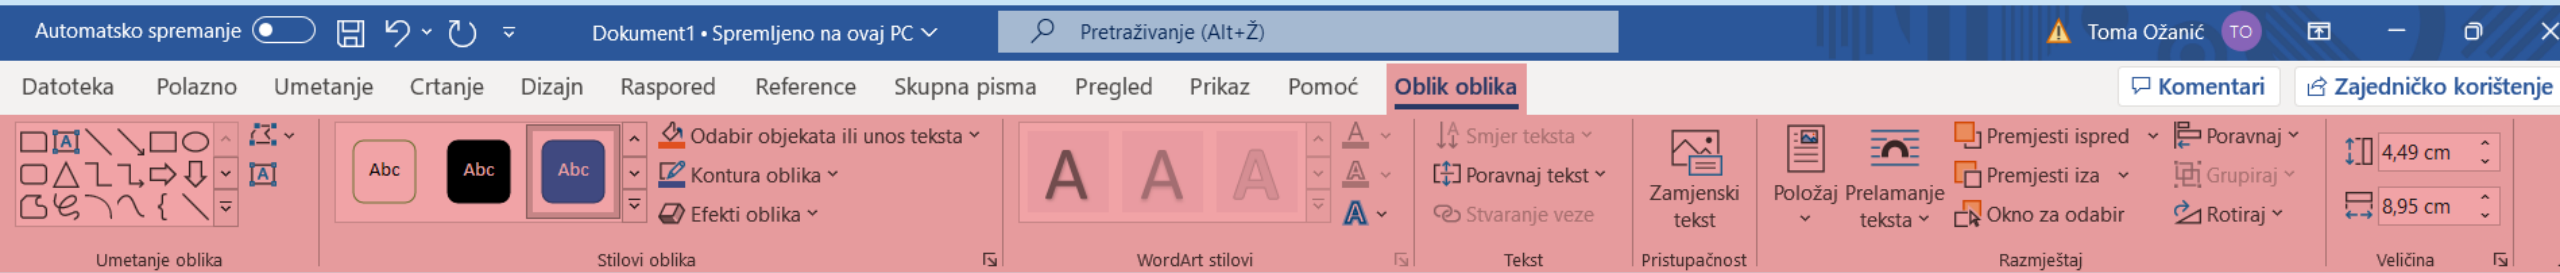 Automatsko spremanje Dokument1 • Spremljeno na ovaj PC Pretraživanje (Alt+Ž) Toma Ožanić TO
Datoteka Polazno Umetanje Crtanje Dizajn Raspored Reference Skupna pisma Pregled Prikaz Pomoć Oblik oblika Komentari Zajedničko korištenje
Abc Abc Abc
Odabir objekata ili unos teksta
Kontura oblika
Efekti oblika
A A A
Smjer teksta
Poravnaj tekst
Stvaranje veze
Zamjenski
tekst
Položaj
Prelamanje
teksta
Premjesti ispred
Premjesti iza
Okno za odabir
Poravnaj
Grupiraj
Rotiraj
4,49 cm
8,95 cm
Umetanje oblika Stilovi oblika WordArt stilovi Tekst Pristupačnost Razmještaj Veličina